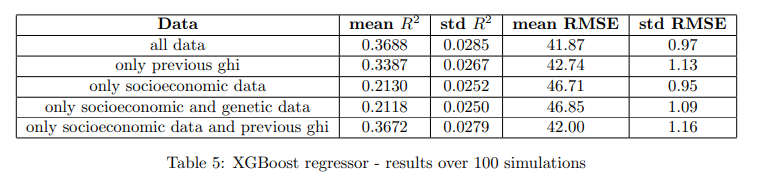 Data mean R² std R² mean RMSE std RMSE
all data 0.3688 0.0285 41.87 0.97
only previous ghi 0.3387 0.0267 42.74 1.13
only socioeconomic data 0.2130 0.0252 46.71 0.95
only socioeconomic and genetic data 0.2118 0.0250 46.85 1.09
only socioeconomic data and previous ghi 0.3672 0.0279 42.00 1.16
Table 5: XGBoost regressor - results over 100 simulations